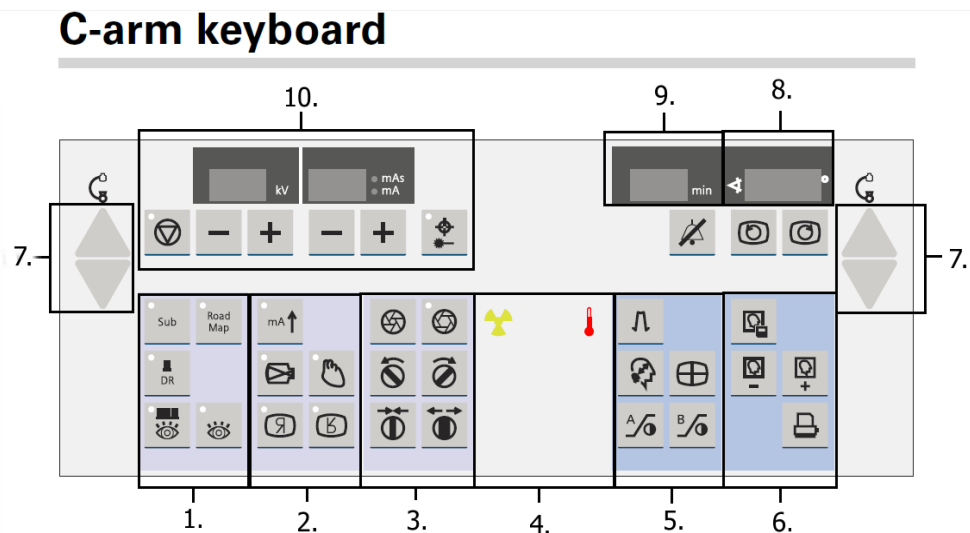 C-arm keyboard
10.
9.
8.
kV
mAs
mA
min
7.
7.
Sub
Road
Map
mA
DR
R
R
A
B
1.
2.
3.
4.
5.
6.